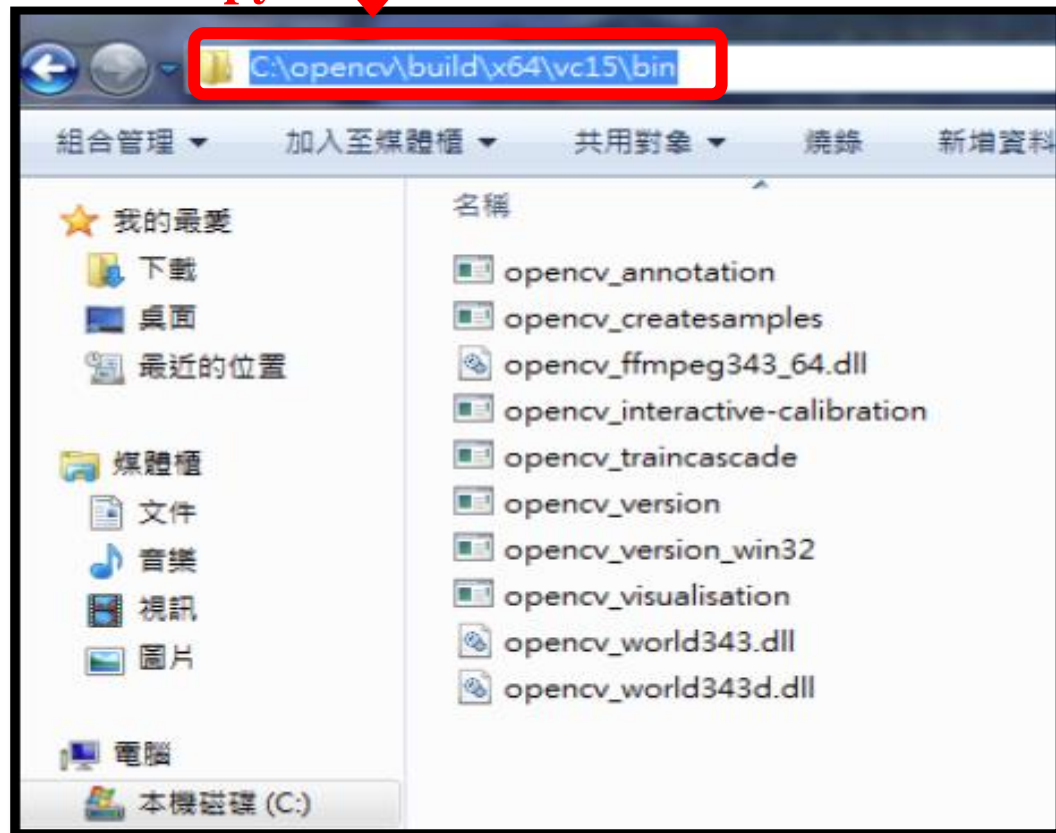 C:\opencv\build\x64\vc15\bin
組合管理 加入至媒體櫃 共用對象 燒錄 新增資料
我的最愛
下載
桌面
最近的位置
媒體櫃
文件
音樂
視訊
圖片
電腦
本機磁碟 (C:)
名稱
opencv_annotation
opencv_createsamples
opencv_ffmpeg343_64.dll
opencv_interactive-calibration
opencv_traincascade
opencv_version
opencv_version_win32
opencv_visualisation
opencv_world343.dll
opencv_world343d.dll